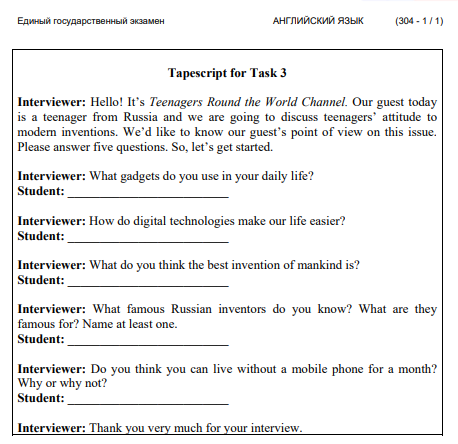 Единый государственный экзамен АНГЛИЙСКИЙ ЯЗЫК (304 - 1 / 1)
Tapescript for Task 3
Interviewer: Hello! It's Teenagers Round the World Channel. Our guest today
is a teenager from Russia and we are going to discuss teenagers' attitude to
modern inventions. We'd like to know our guest's point of view on this issue.
Please answer five questions. So, let's get started.
Interviewer: What gadgets do you use in your daily life?
Student: _________________________
Interviewer: How do digital technologies make our life easier?
Student: _________________________
Interviewer: What do you think the best invention of mankind is?
Student: _________________________
Interviewer: What famous Russian inventors do you know? What are they
famous for? Name at least one.
Student: _________________________
Interviewer: Do you think you can live without a mobile phone for a month?
Why or why not?
Student: _________________________
Interviewer: Thank you very much for your interview.